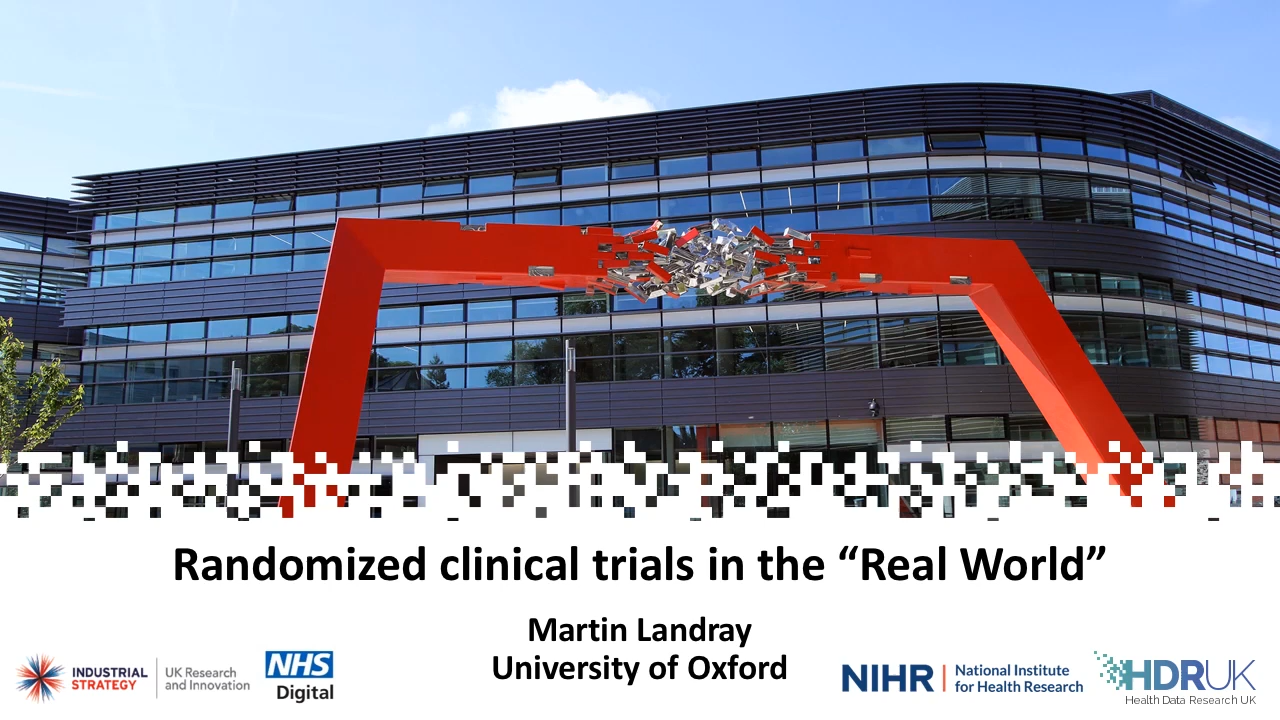 Randomized clinical trials in the “Real World”
Martin Landray
University of Oxford
INDUSTRIAL
STRATEGY
UK Research
and Innovation
NHS
Digital
NIHR
National Institute
for Health Research
HDRUK
Health Data Research UK